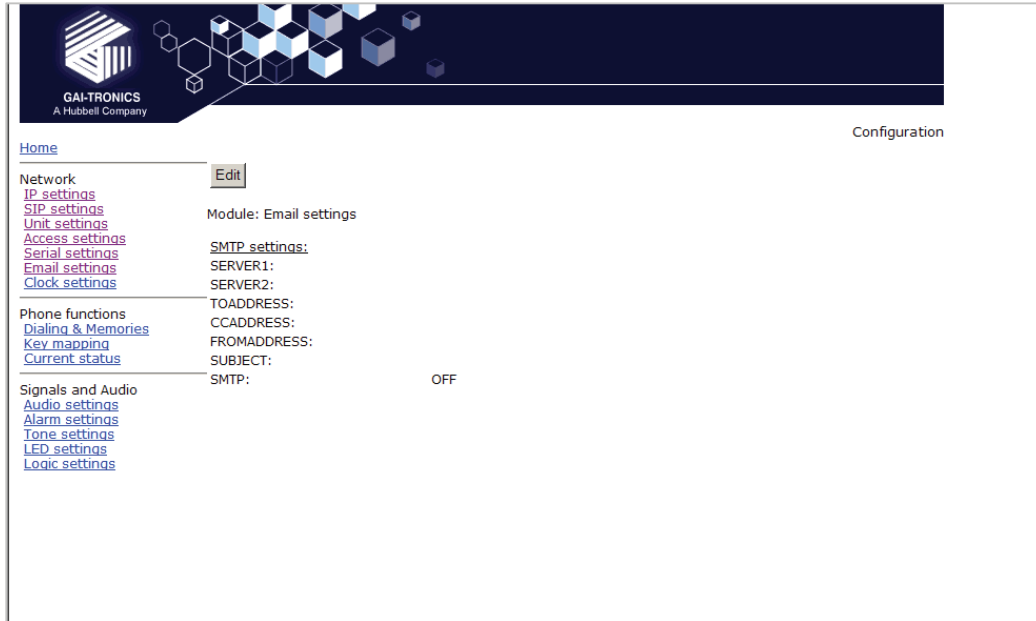 GAI-TRONICS
A Hubbell Company
Configuration
Home
Network
IP settings
SIP settings
Unit settings
Access settings
Serial settings
Email settings
Clock settings
Phone functions
Dialing & Memories
Key mapping
Current status
Signals and Audio
Audio settings
Alarm settings
Tone settings
LED settings
Logic settings
Edit
Module: Email settings
SMTP settings:
SERVER1:
SERVER2:
TOADDRESS:
CCADDRESS:
FROMADDRESS:
SUBJECT:
SMTP: OFF